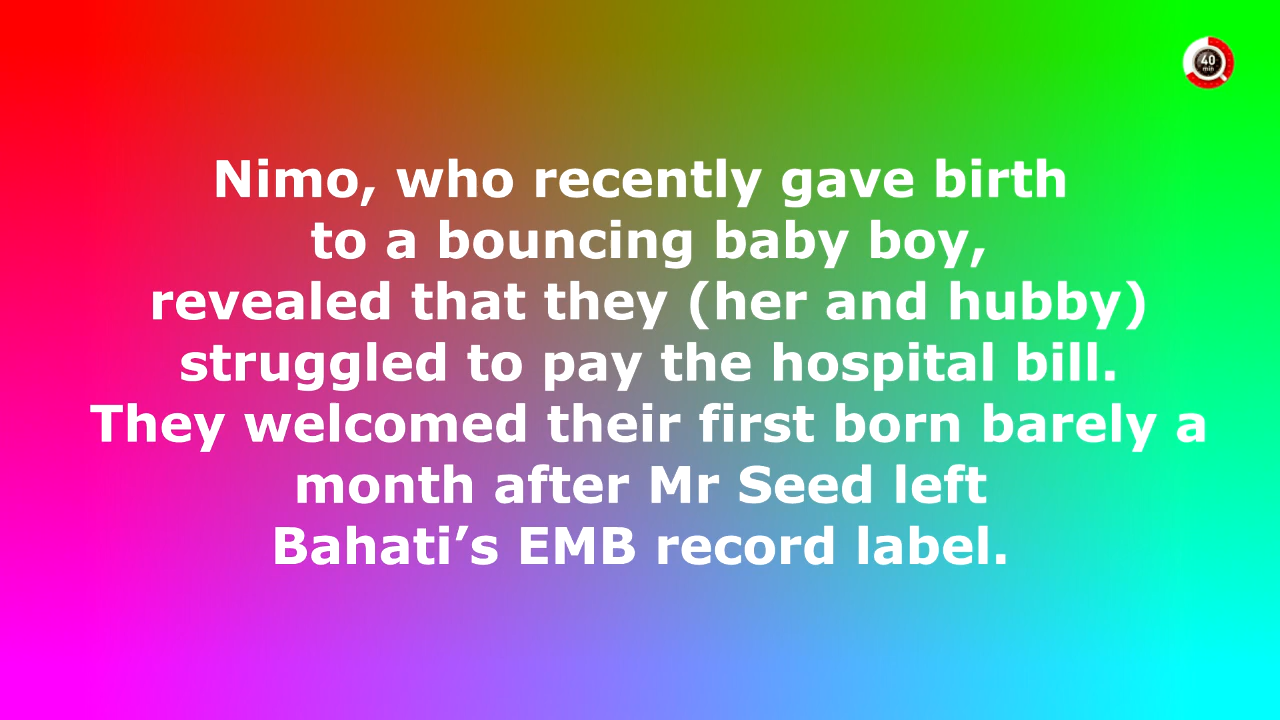 40
min
Nimo, who recently gave birth
to a bouncing baby boy,
revealed that they (her and hubby)
struggled to pay the hospital bill.
They welcomed their first born barely a
month after Mr Seed left
Bahati’s EMB record label.